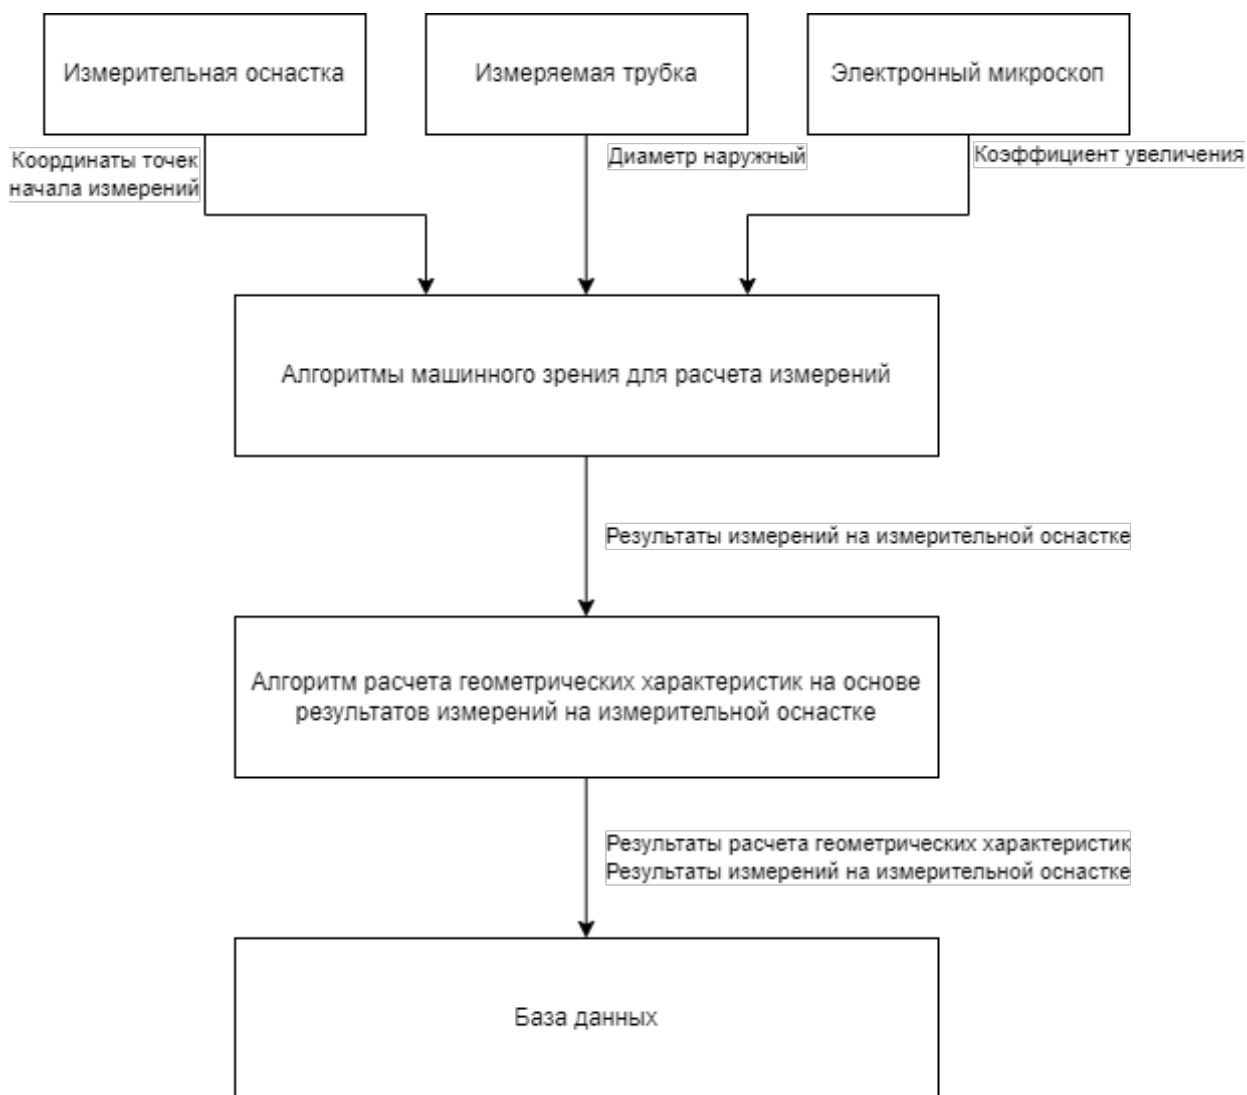 Измерительная оснастка
Измеряемая трубка
Электронный микроскоп
Координаты точек
начала измерений
Диаметр наружный
Коэффициент увеличения
Алгоритмы машинного зрения для расчета измерений
Результаты измерений на измерительной оснастке
Алгоритм расчета геометрических характеристик на основе
результатов измерений на измерительной оснастке
Результаты расчета геометрических характеристик
Результаты измерений на измерительной оснастке
База данных